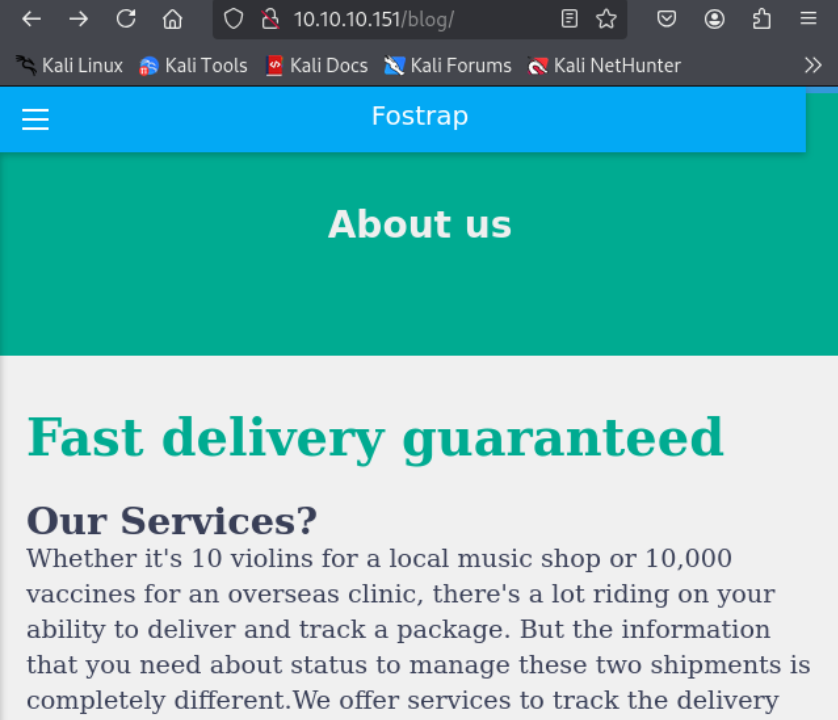 10.10.10.151/blog/
Kali Linux Kali Tools Kali Docs Kali Forums Kali NetHunter
Fostrap
About us
Fast delivery guaranteed
Our Services?
Whether it's 10 violins for a local music shop or 10,000
vaccines for an overseas clinic, there's a lot riding on your
ability to deliver and track a package. But the information
that you need about status to manage these two shipments is
completely different.We offer services to track the delivery